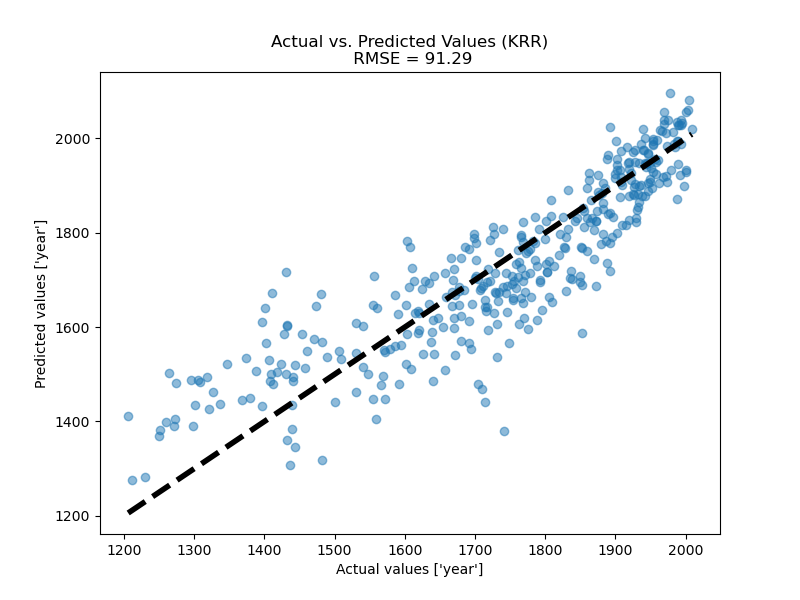 Actual vs. Predicted Values (KRR)
RMSE = 91.29
2000
1800
1600
1400
1200
Predicted values ['year']
1200 1300 1400 1500 1600 1700 1800 1900 2000
Actual values ['year']